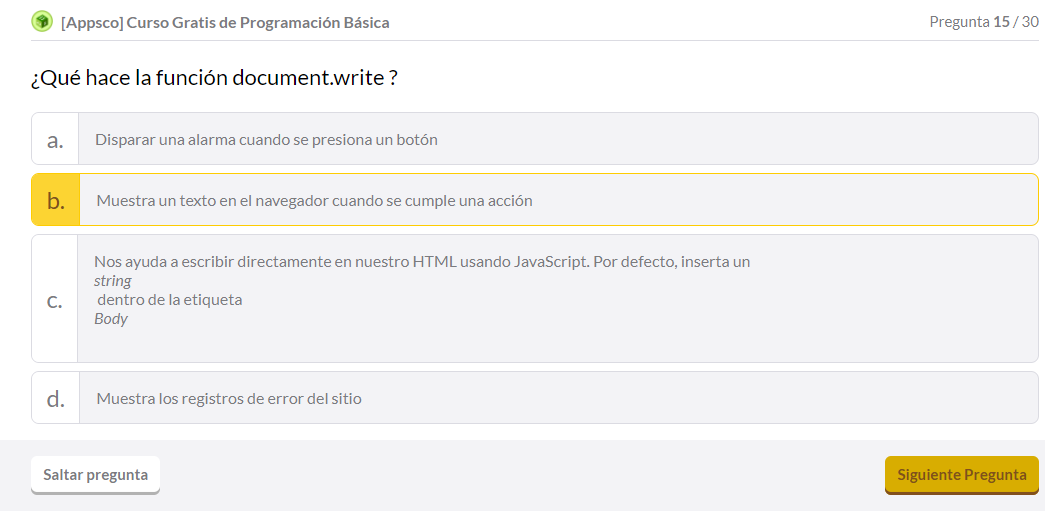 [Appsco] Curso Gratis de Programación Básica
Pregunta 15 / 30
¿Qué hace la función document.write ?
a. Disparar una alarma cuando se presiona un botón
b. Muestra un texto en el navegador cuando se cumple una acción
c. Nos ayuda a escribir directamente en nuestro HTML usando JavaScript. Por defecto, inserta un
string
dentro de la etiqueta
Body
d. Muestra los registros de error del sitio
Saltar pregunta
Siguiente Pregunta